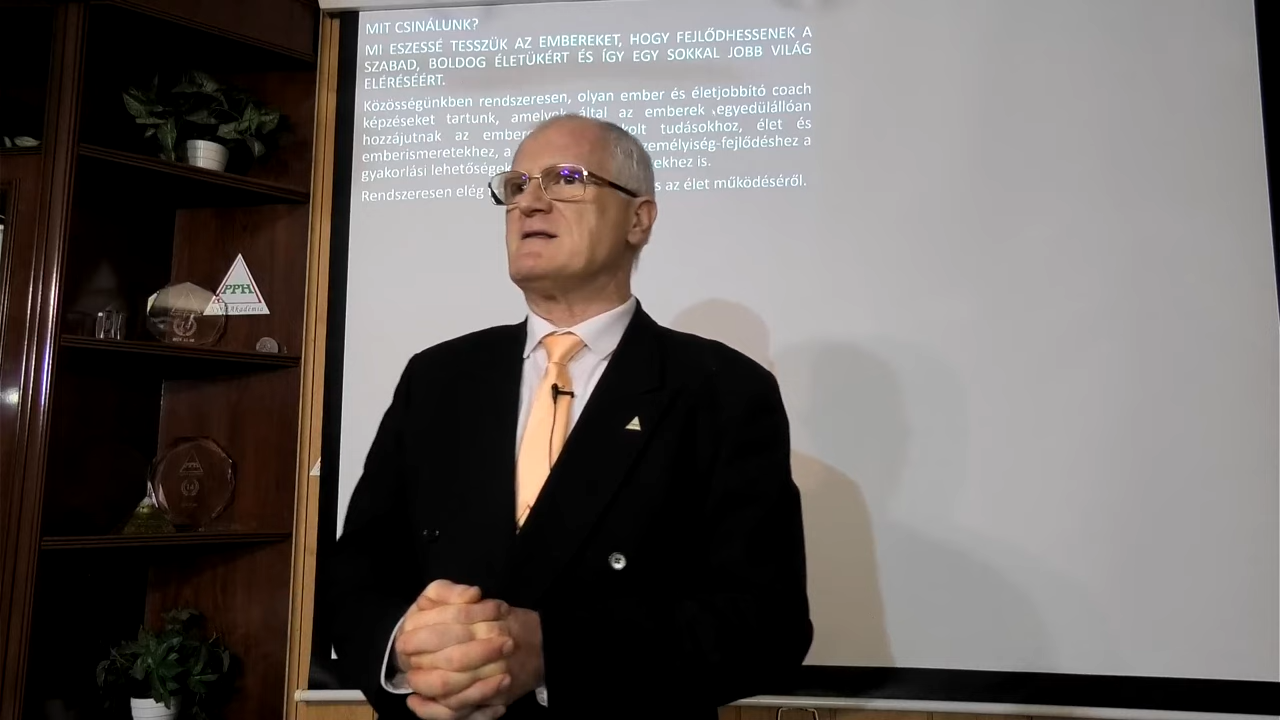 MIT CSINÁLUNK?
MI ESZESSÉ TESSZÜK AZ EMBEREKET, HOGY FEJLŐDHESSENEK A
SZABAD, BOLDOG ÉLETÜKÉRT ÉS ÍGY EGY SOKKAL JOBB VILÁG
ELÉRÉSÉÉRT.
Közösségünkben rendszeresen, olyan ember és életjobbító coach
képzéseket tartunk, amelyek által az emberek egyedülállóan
hozzájutnak az tudásokhoz, élet és
emberismeretekhez, a személyiség-fejlődéshez a
gyakorlási is.
Rendszeresen elég az élet működéséről.
PPH
Akadémia